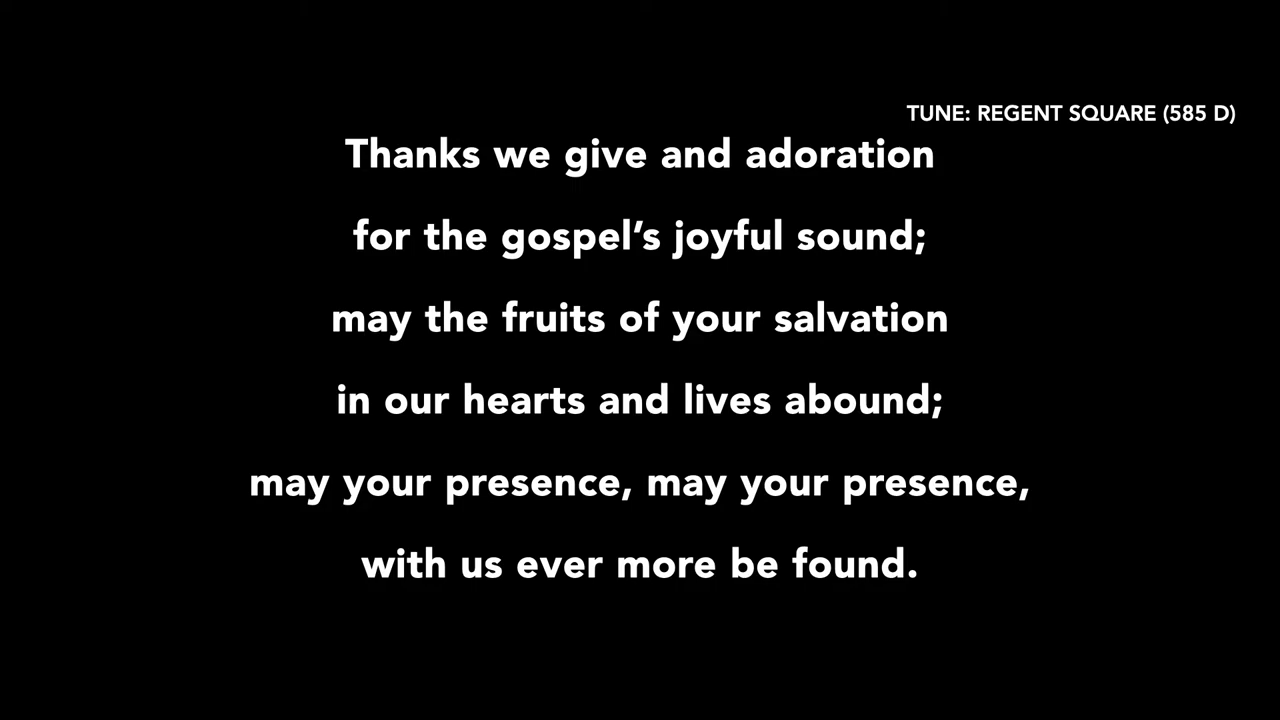 TUNE: REGENT SQUARE (585 D)
Thanks we give and adoration
for the gospel’s joyful sound;
may the fruits of your salvation
in our hearts and lives abound;
may your presence, may your presence,
with us ever more be found.